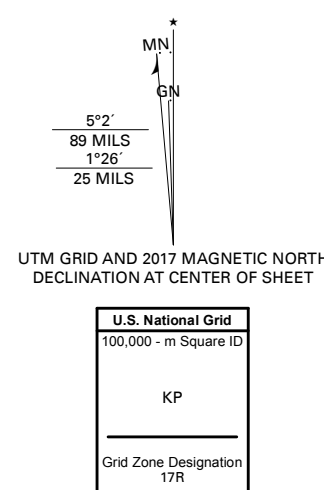 ★
MN
GN
5°2´
89 MILS
1°26´
25 MILS
UTM GRID AND 2017 MAGNETIC NORTH
DECLINATION AT CENTER OF SHEET
U.S. National Grid
100,000 - m Square ID
KP
Grid Zone Designation
17R